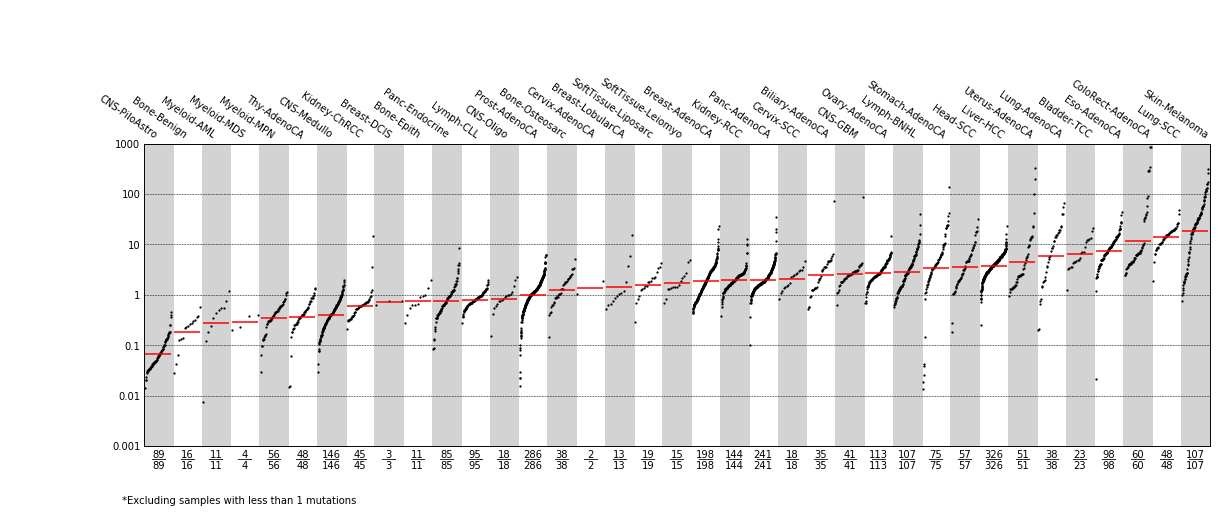 CNS-PiloAstro
Bone-Benign
Myeloid-AML
Myeloid-MDS
Myeloid-MPN
Thy-AdenoCA
CNS-Medullo
Kidney-ChRCC
Breast-DCIS
Bone-Epith
Panc-Endocrine
Lymph-CLL
CNS-Oligo
Prost-AdenoCA
Bone-Osteosarc
Cervix-AdenoCA
Breast-LobularCA
SoftTissue-Liposarc
SoftTissue-Leiomyo
Breast-AdenoCA
Kidney-RCC
Panc-AdenoCA
Cervix-SCC
Biliary-AdenoCA
CNS-GBM
Ovary-AdenoCA
Lymph-BNHL
Stomach-AdenoCA
Head-SCC
Liver-HCC
Uterus-AdenoCA
Lung-AdenoCA
Bladder-TCC
Eso-AdenoCA
ColoRect-AdenoCA
Lung-SCC
Skin-Melanoma
1000
100
10
1
0.1
0.01
0.001
89 16 11 4 56 48 146 45 3 11 85 95 18 286 38 2 13 19 15 198 144 241 18 35 41 113 107 75 57 326 51 38 23 98 60 48 107
89 16 11 4 56 48 146 45 3 11 85 95 18 286 38 2 13 19 15 198 144 241 18 35 41 113 107 75 57 326 51 38 23 98 60 48 107
*Excluding samples with less than 1 mutations